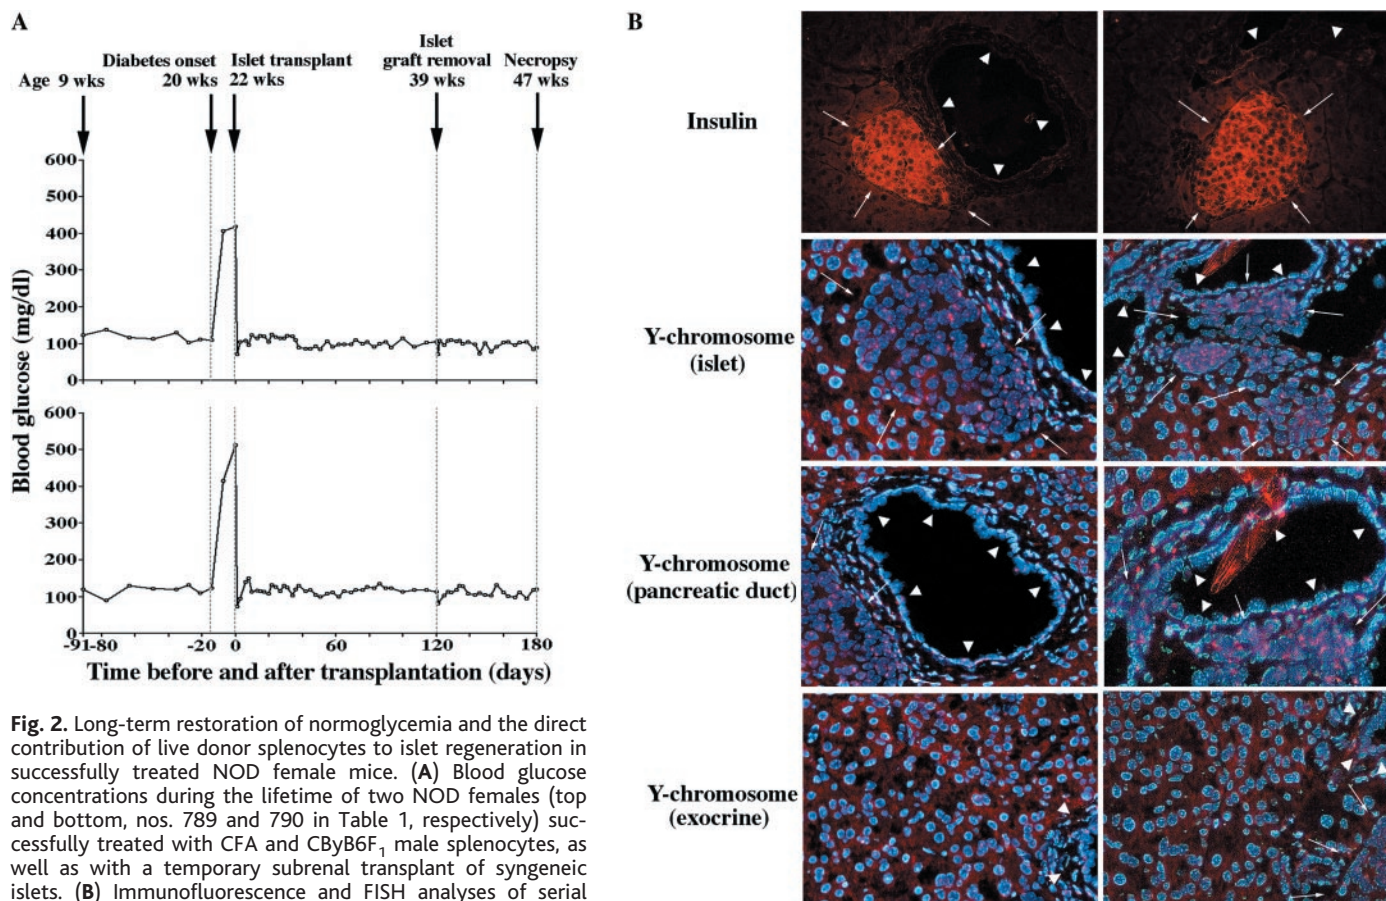 A
Diabetes onset
Islet transplant
Islet
graft removal
Necropsy
Age 9 wks
20 wks
22 wks
39 wks
47 wks
Blood glucose (mg/dl)
600
500
400
300
200
100
0
600
500
400
300
200
100
0
-91-80 -20 0 60 120 180
Time before and after transplantation (days)
Fig. 2. Long-term restoration of normoglycemia and the direct
contribution of live donor splenocytes to islet regeneration in
successfully treated NOD female mice. (A) Blood glucose
concentrations during the lifetime of two NOD females (top
and bottom, nos. 789 and 790 in Table 1, respectively) suc-
cessfully treated with CFA and CByB6F₁ male splenocytes, as
well as with a temporary subrenal transplant of syngeneic
islets. (B) Immunofluorescence and FISH analyses of serial
B
Insulin
Y-chromosome
(islet)
Y-chromosome
(pancreatic duct)
Y-chromosome
(exocrine)